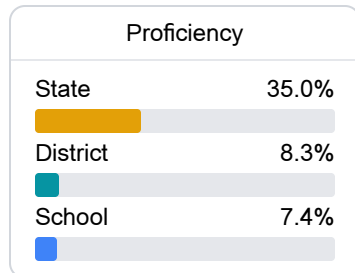 Proficiency
State 35.0%
District 8.3%
School 7.4%